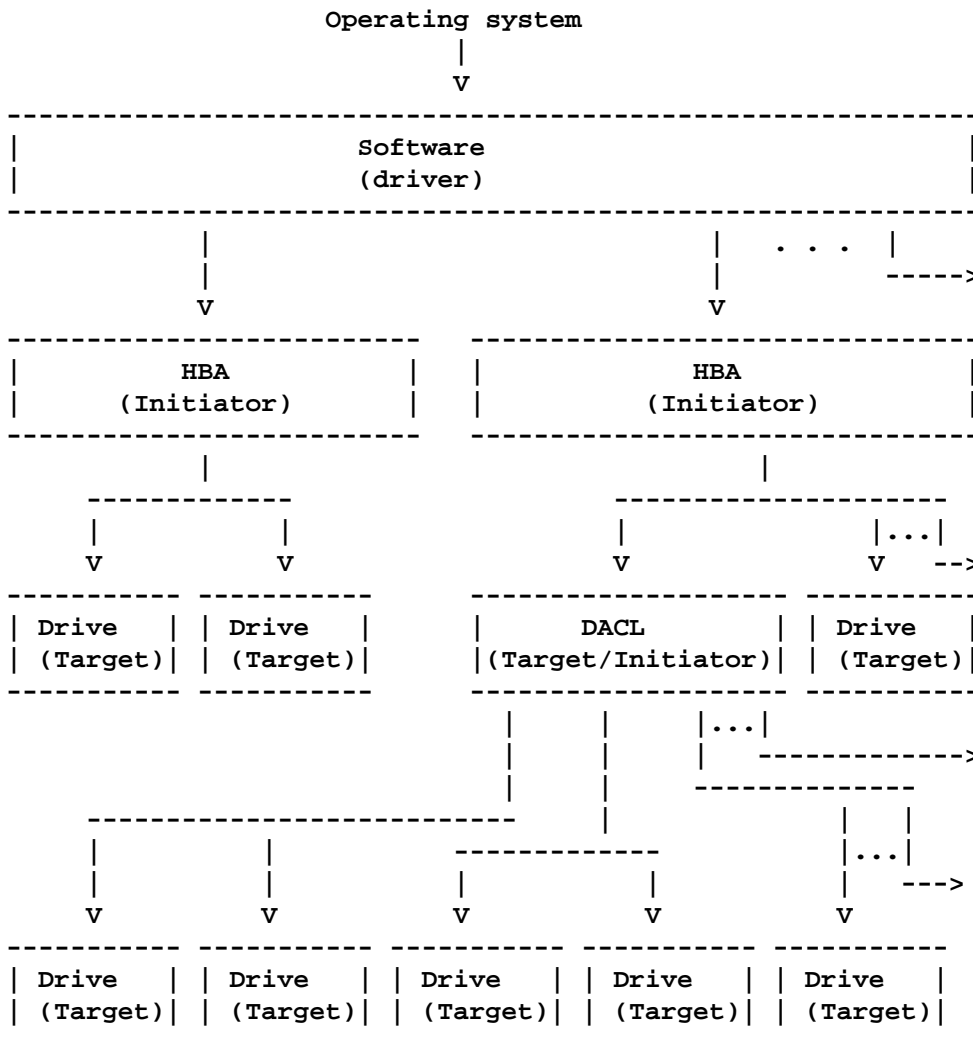 Operating system
Software
(driver)
. . .
HBA HBA
(Initiator) (Initiator)
...
Drive Drive DACL Drive
(Target) (Target) (Target/Initiator) (Target)
...
...
Drive Drive Drive Drive Drive
(Target) (Target) (Target) (Target) (Target)